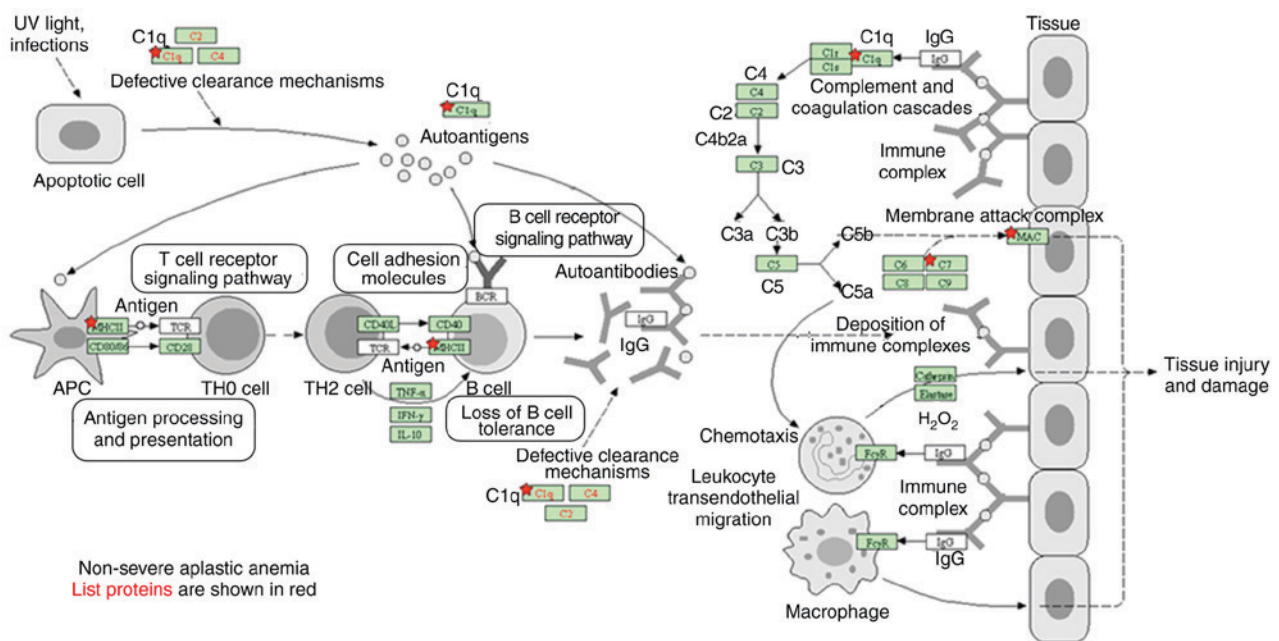 UV light,
infections
C1q
C2
C1q
C4
Defective clearance mechanisms
Apoptotic cell
C1q
C1q
Autoantigens
B cell receptor
signaling pathway
T cell receptor
signaling pathway
Cell adhesion
molecules
Antigen
MHCII
TCR
CD80/86
CD28
APC
TH0 cell
Antigen processing
and presentation
CD40L
CD40
TCR
MHCII
BCR
Antigen
TH2 cell
B cell
TNF-α
IFN-γ
IL-10
Loss of B cell
tolerance
Autoantibodies
IgG
IgG
Defective clearance
mechanisms
C1q
C1q
C4
C2
Non-severe aplastic anemia
List proteins are shown in red
C1q
IgG
Tissue
C1r
C1s
C1q
IgG
Complement and
coagulation cascades
C4
C4
C2
C2
C4b2a
C3
C3
Immune
complex
C3a
C3b
C5b
C5
C5
C5a
Membrane attack complex
MAC
C6
C7
C8
C9
Deposition of
immune complexes
Cathepsin
Elastase
H2O2
Tissue injury
and damage
Chemotaxis
FcγR
IgG
Leukocyte
transendothelial
migration
Immune
complex
FcγR
IgG
IgG
Macrophage